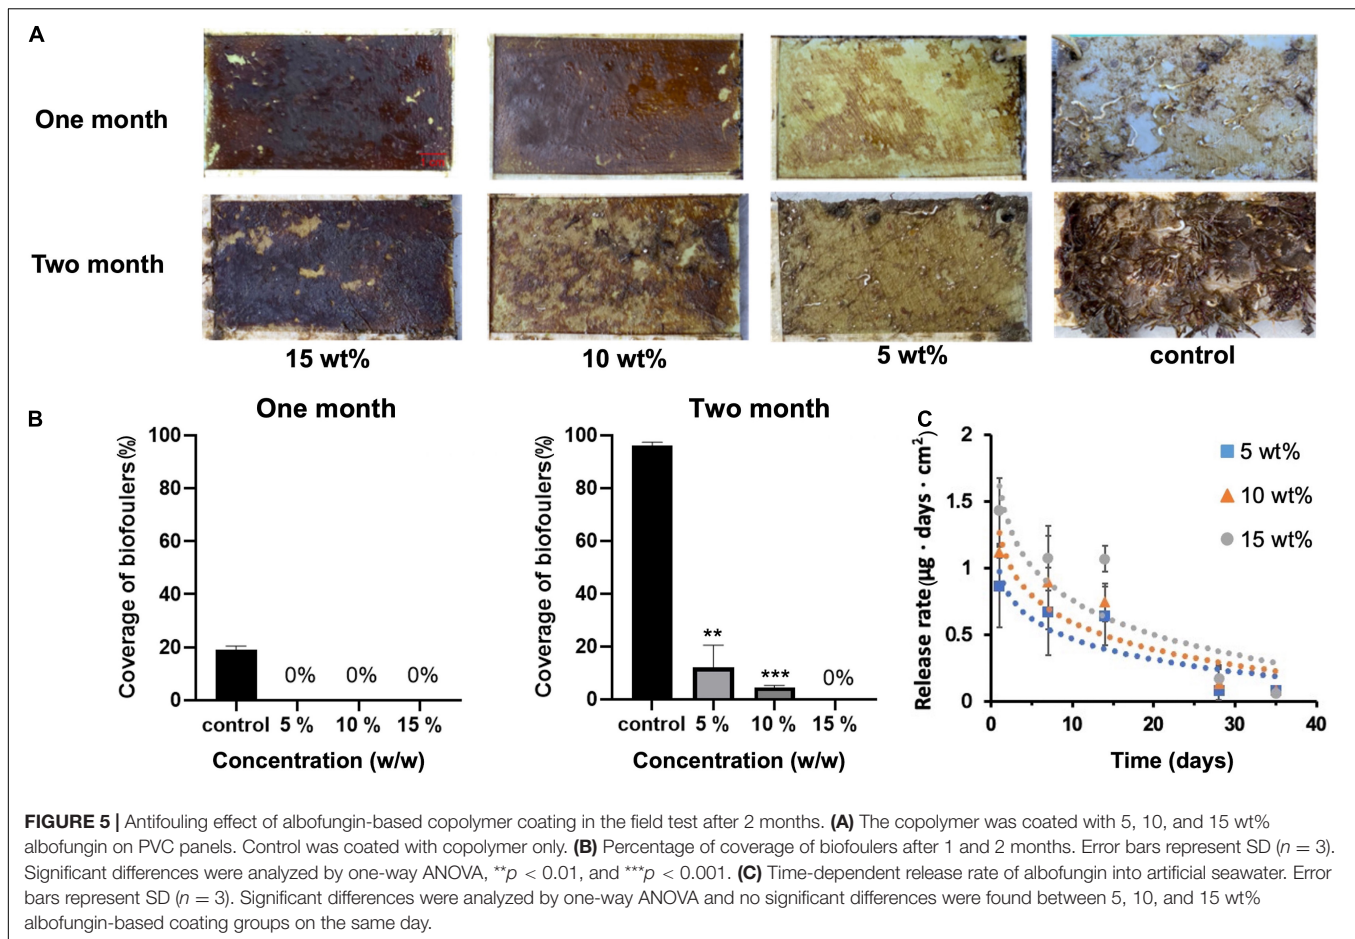 A
One month
Two month
15 wt%
10 wt%
5 wt%
control
B
One month
Coverage of biofoulers(%)
100
80
60
40
20
0
0%
0%
0%
control
5 %
10 %
15 %
Concentration (w/w)
Two month
Coverage of biofoulers(%)
100
80
60
40
20
0
**
***
0%
control
5 %
10 %
15 %
Concentration (w/w)
C
Release rate(μg · days · cm²)
2
1.5
1
0.5
0
0
10
20
30
40
Time (days)
5 wt%
10 wt%
15 wt%
FIGURE 5 | Antifouling effect of albofungin-based copolymer coating in the field test after 2 months. (A) The copolymer was coated with 5, 10, and 15 wt%
albofungin on PVC panels. Control was coated with copolymer only. (B) Percentage of coverage of biofoulers after 1 and 2 months. Error bars represent SD (n = 3).
Significant differences were analyzed by one-way ANOVA, **p < 0.01, and ***p < 0.001. (C) Time-dependent release rate of albofungin into artificial seawater. Error
bars represent SD (n = 3). Significant differences were analyzed by one-way ANOVA and no significant differences were found between 5, 10, and 15 wt%
albofungin-based coating groups on the same day.